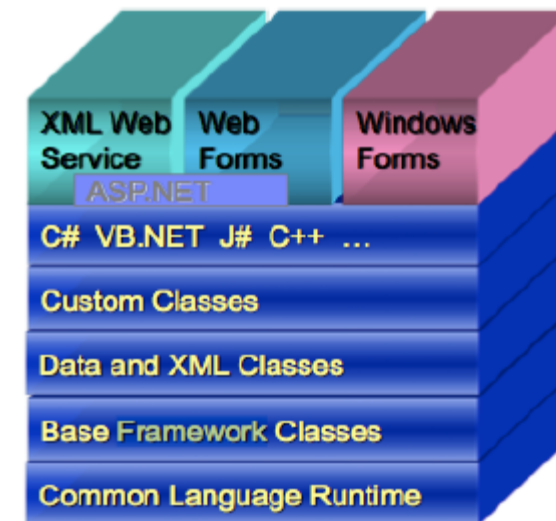 XML Web
Service
Web
Forms
Windows
Forms
ASP.NET
C# VB.NET J# C++ ...
Custom Classes
Data and XML Classes
Base Framework Classes
Common Language Runtime